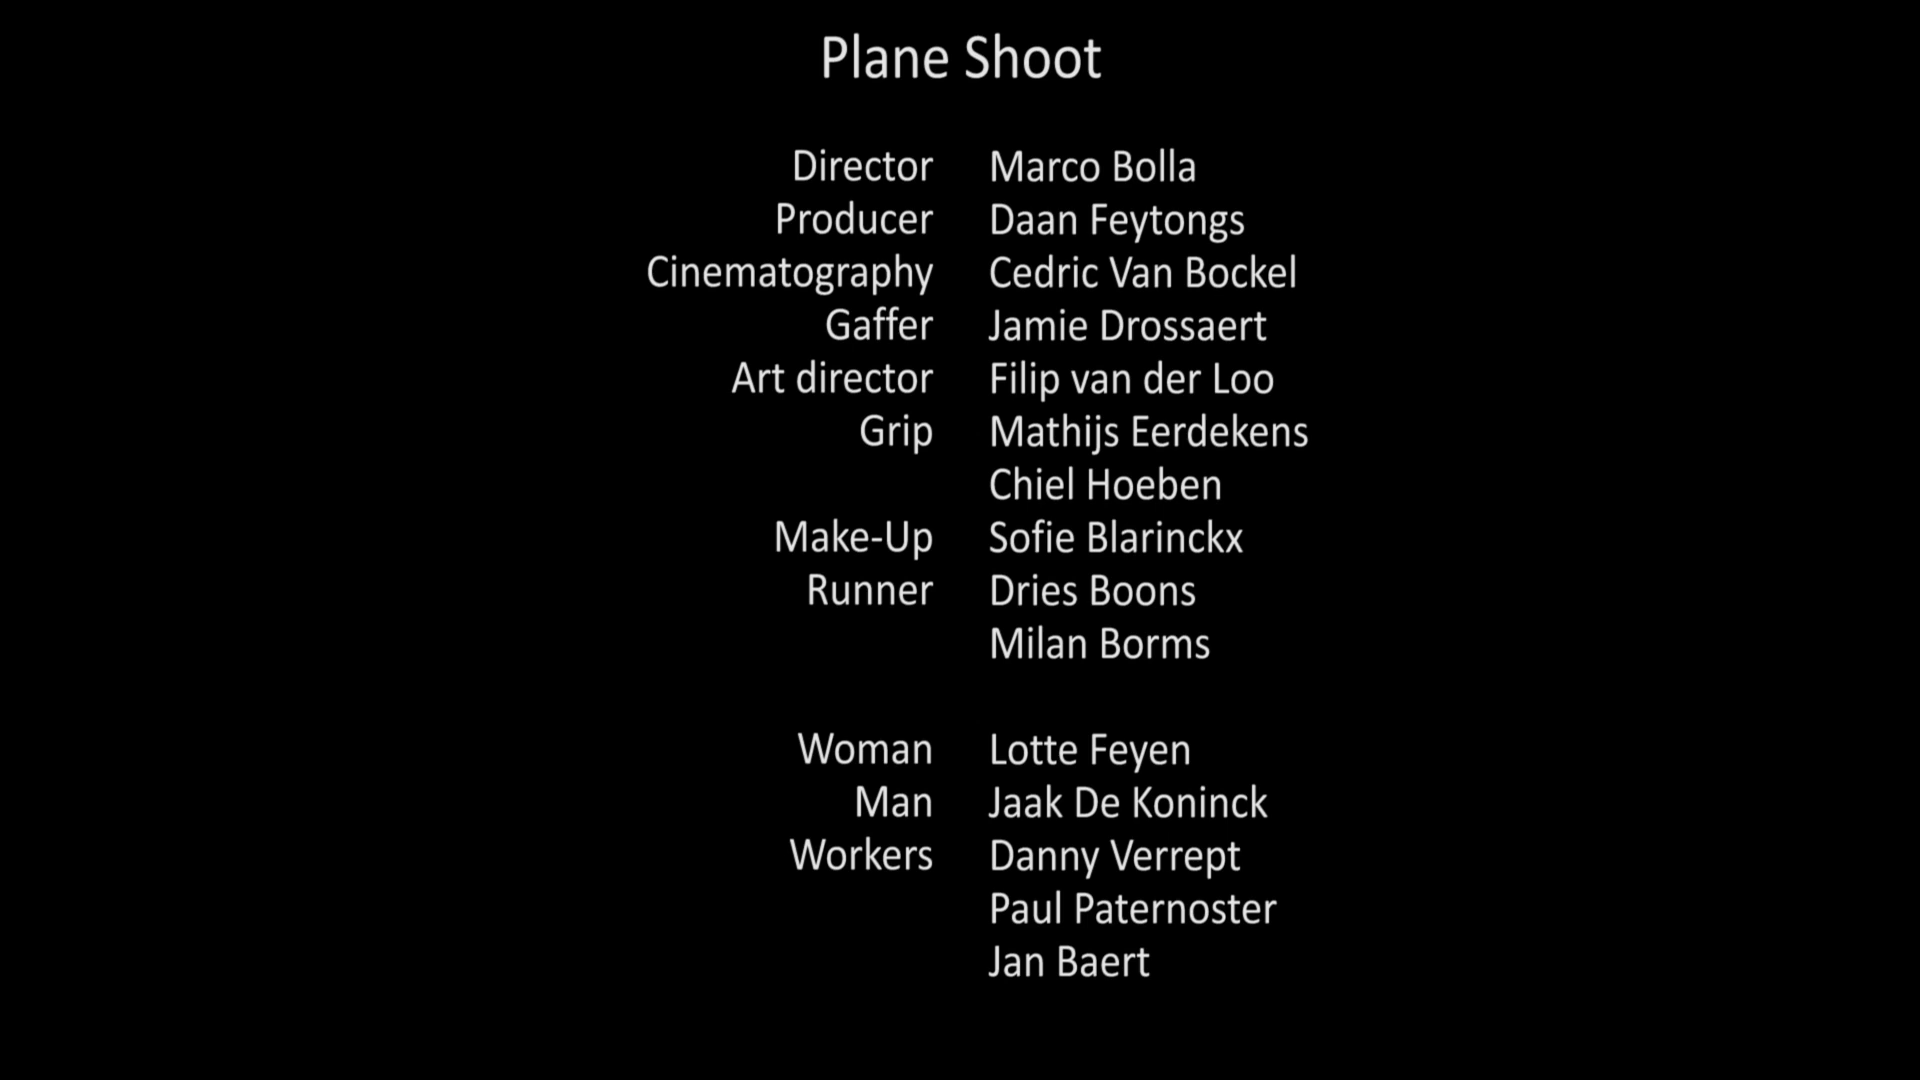 Plane Shoot
Director Marco Bolla
Producer Daan Feytongs
Cinematography Cedric Van Bockel
Gaffer Jamie Drossaert
Art director Filip van der Loo
Grip Mathijs Eerdekens
Chiel Hoeben
Make-Up Sofie Blarinckx
Runner Dries Boons
Milan Borms
Woman Lotte Feyen
Man Jaak De Koninck
Workers Danny Verrept
Paul Paternoster
Jan Baert